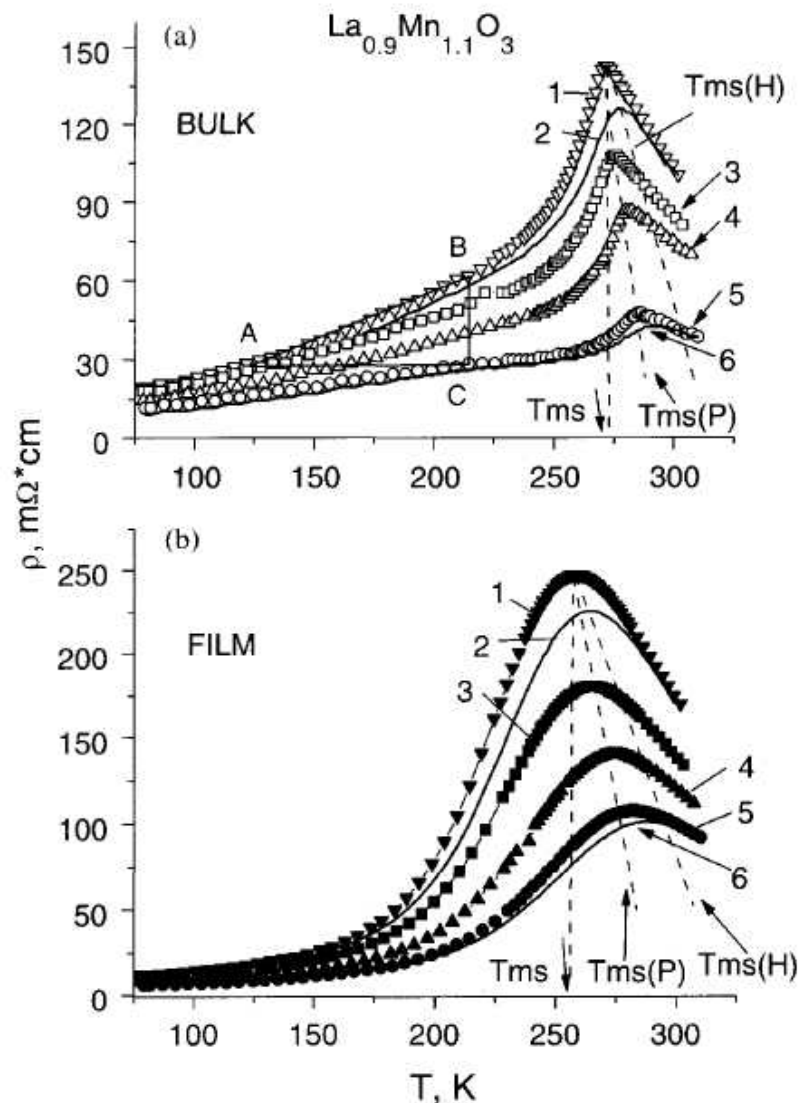 (a) La0.9Mn1.1O3
150
120
90
60
30
0
BULK
1
2
Tms(H)
3
4
5
6
A
B
C
Tms
Tms(P)
100 150 200 250 300
ρ, mΩ*cm
(b)
250
200
150
100
50
0
FILM
1
2
3
4
5
6
Tms Tms(P) Tms(H)
100 150 200 250 300
T, K